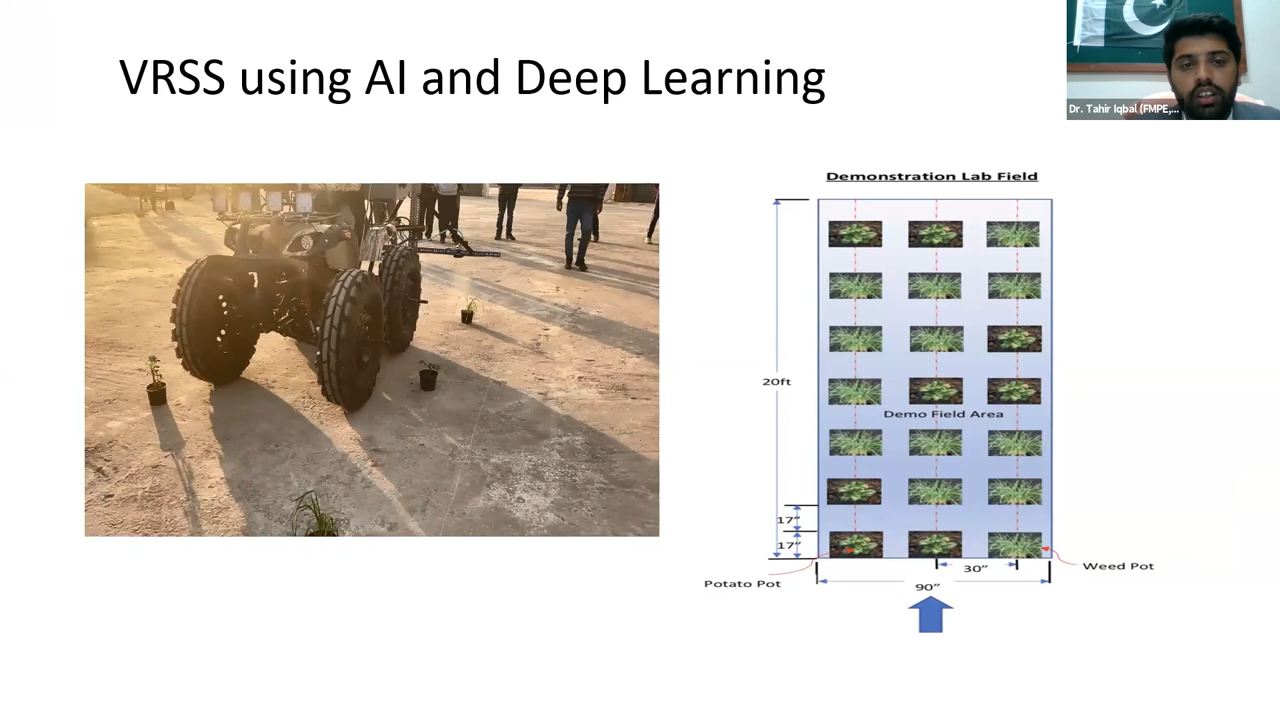 VRSS using AI and Deep Learning
Dr. Tahir Iqbal (FMPE,...
Demonstration Lab Field
20ft
Demo Field Area
17”
17”
30”
Potato Pot
90”
Weed Pot